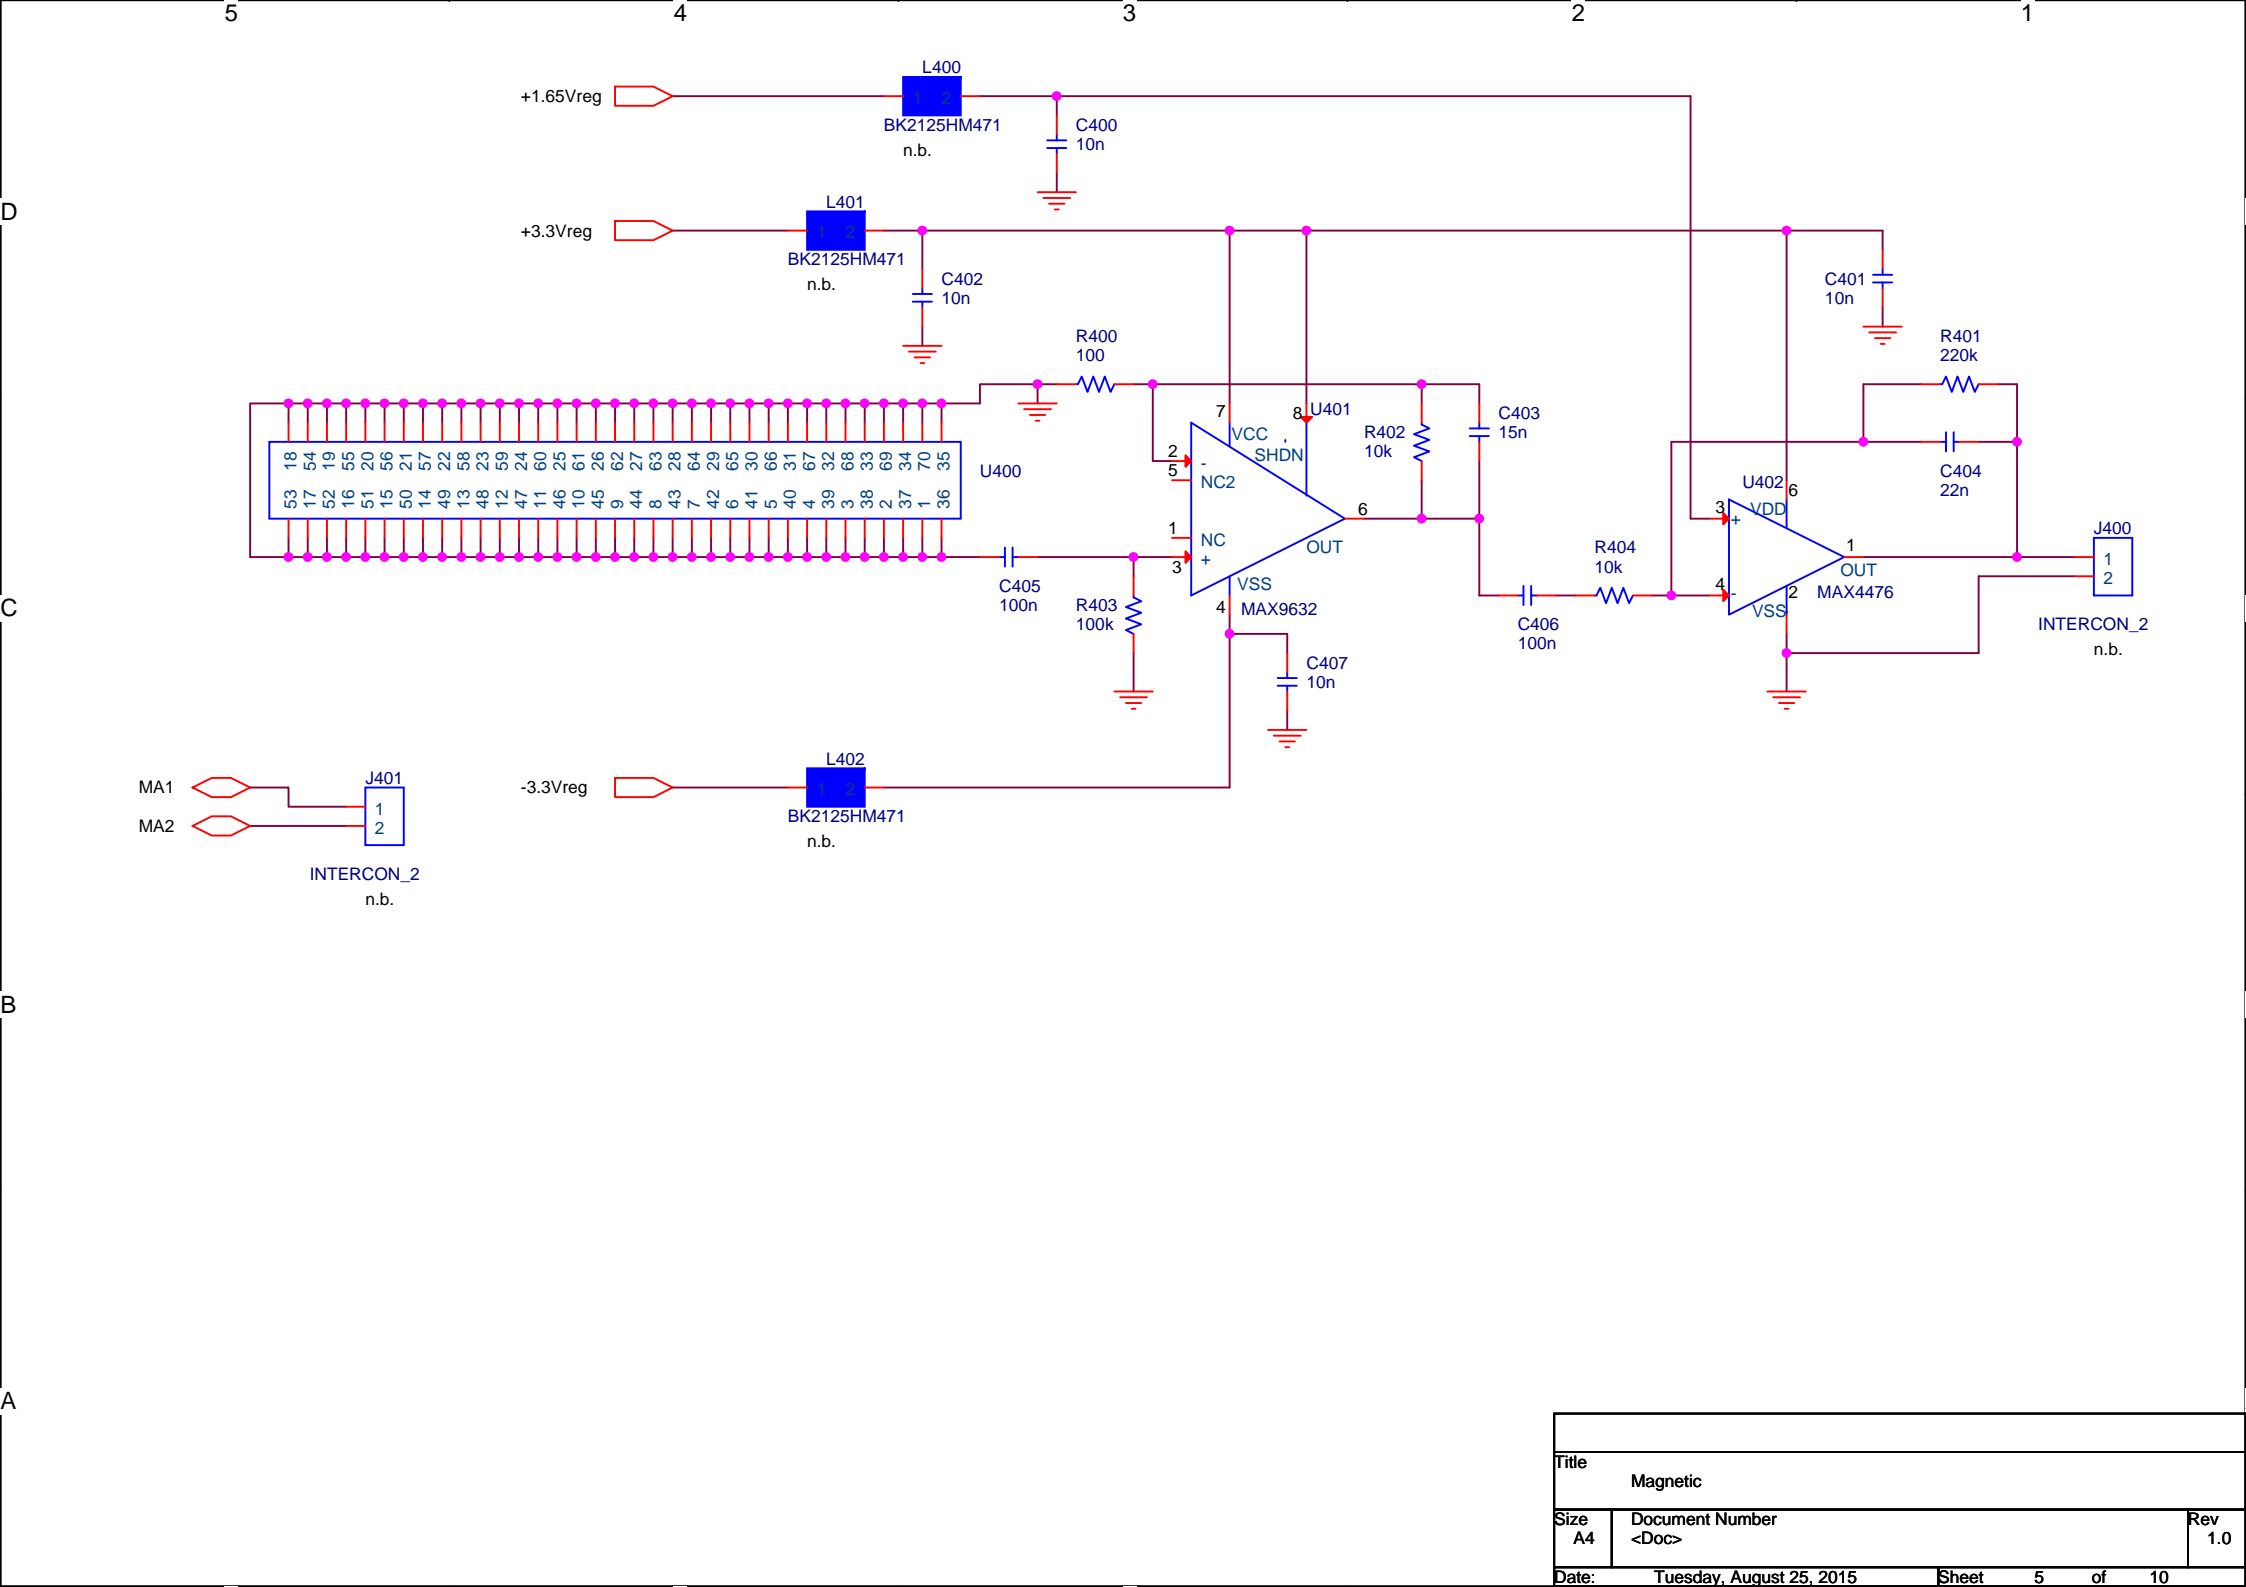 5 4 3 2 1
D
C
B
A
+1.65Vreg
L400
1 2
BK2125HM471
n.b.
C400
10n
+3.3Vreg
L401
1 2
BK2125HM471
n.b.
C402
10n
C401
10n
R400
100
R401
220k
18 54 19 55 20 56 21 57 22 58 23 59 24 60 25 61 26 62 27 63 28 64 29 65 30 66 31 67 32 68 33 69 34 70 35
53 17 52 16 51 15 50 14 49 13 48 12 47 11 46 10 45 9 44 8 43 7 42 6 41 5 40 4 39 3 38 2 37 1 36
U400
7
8
U401
VCC
SHDN
2
-
5
NC2
1
NC
3
+
6
OUT
VSS
4
MAX9632
R402
10k
C403
15n
C404
22n
U402
6
3
+
VDD
1
OUT
4
-
2
VSS
MAX4476
J400
1
2
INTERCON_2
n.b.
C405
100n
R403
100k
R404
10k
C406
100n
C407
10n
MA1
MA2
J401
1
2
INTERCON_2
n.b.
-3.3Vreg
L402
1 2
BK2125HM471
n.b.
Title
Magnetic
Size
A4
Document Number
<Doc>
Rev
1.0
Date: Tuesday, August 25, 2015 Sheet 5 of 10